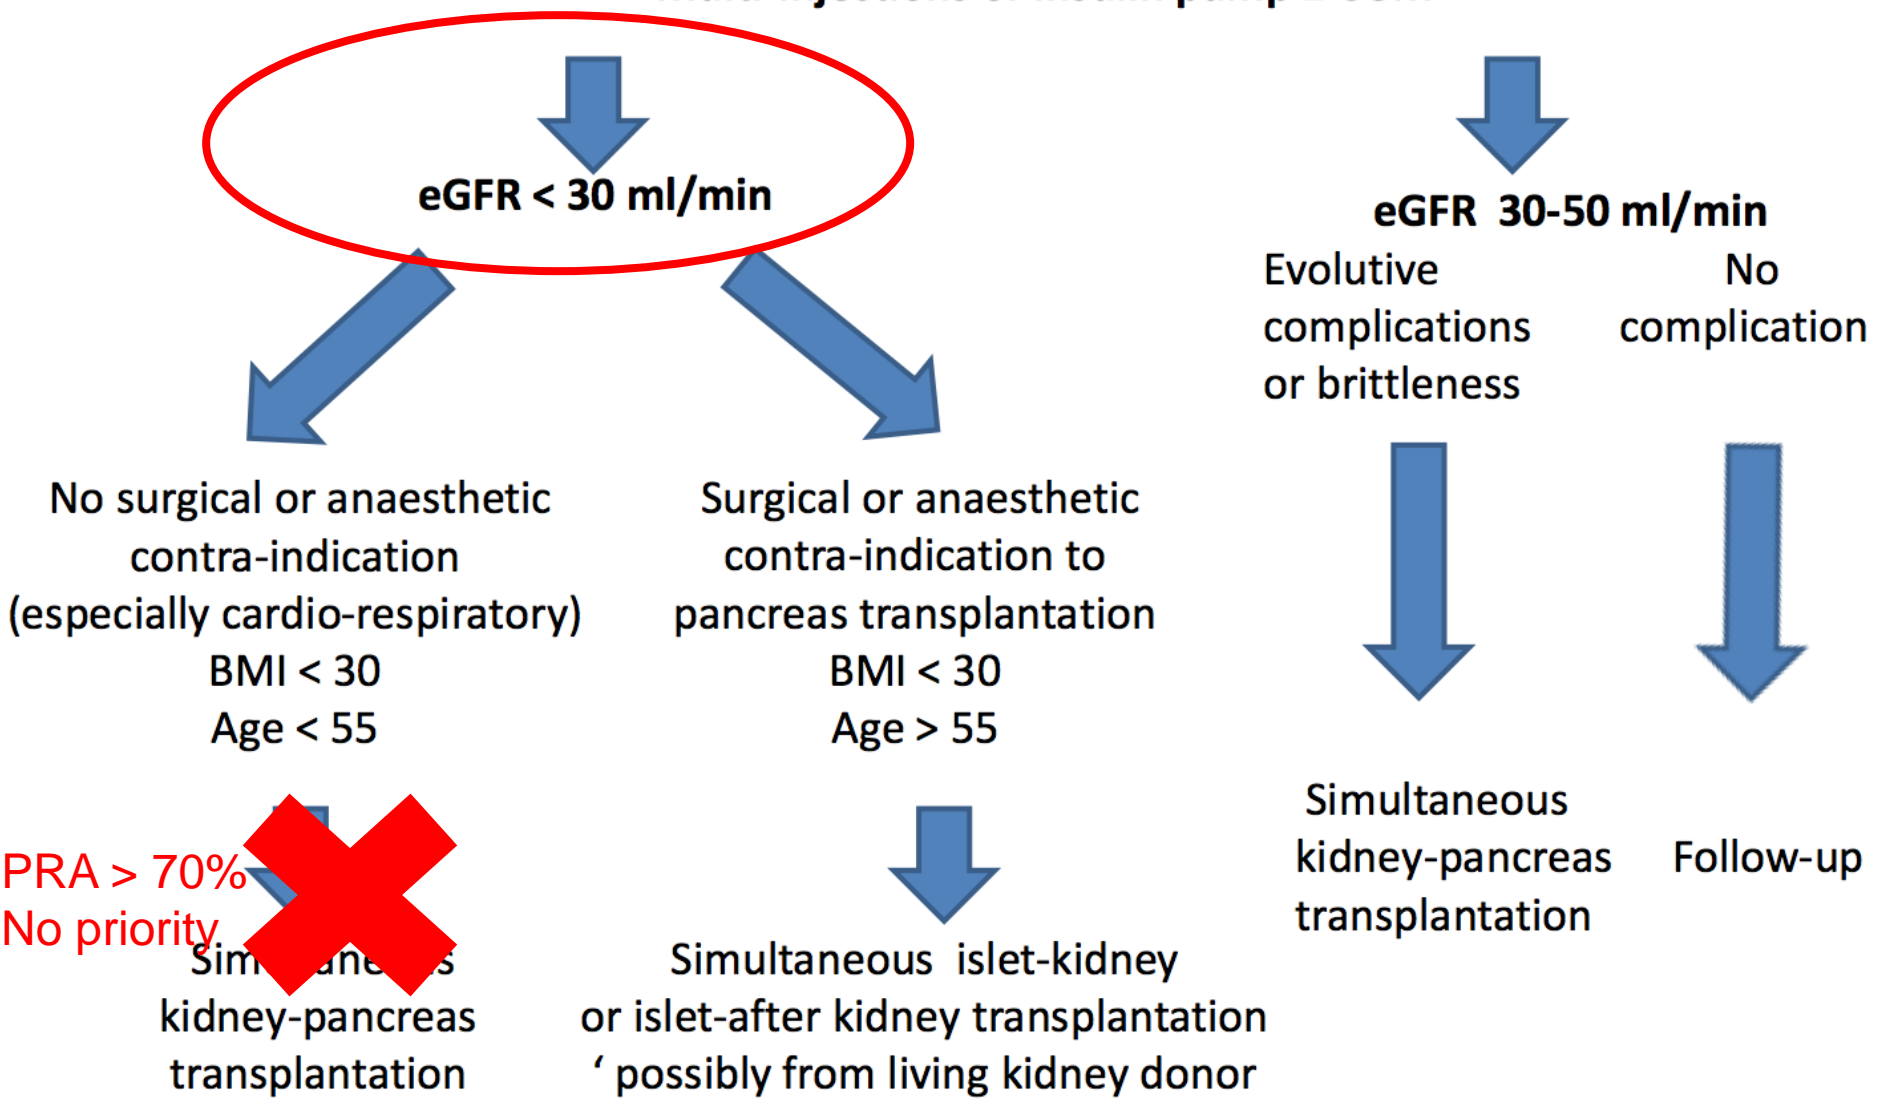 eGFR < 30 ml/min
eGFR 30-50 ml/min
Evolutive
complications
or brittleness
No
complication
No surgical or anaesthetic
contra-indication
(especially cardio-respiratory)
BMI < 30
Age < 55
Surgical or anaesthetic
contra-indication to
pancreas transplantation
BMI < 30
Age > 55
PRA > 70%
No priority
Simultaneous
kidney-pancreas
transplantation
Simultaneous islet-kidney
or islet-after kidney transplantation
‘ possibly from living kidney donor
Simultaneous
kidney-pancreas
transplantation
Follow-up